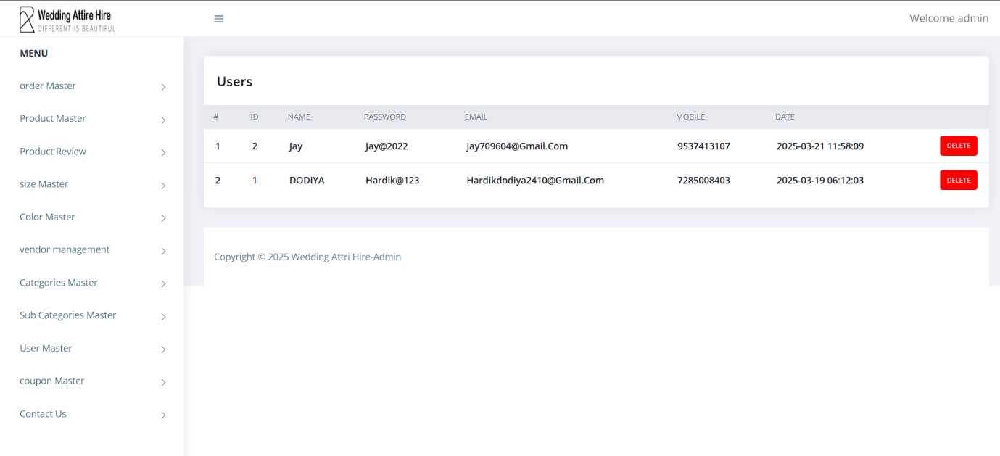 Wedding Attire Hire
DIFFERENT IS BEAUTIFUL
Welcome admin
MENU
order Master
Product Master
Product Review
size Master
Color Master
vendor management
Categories Master
Sub Categories Master
User Master
coupon Master
Contact Us
Users
# ID NAME PASSWORD EMAIL MOBILE DATE
1 2 Jay Jay@2022 Jay709604@Gmail.Com 9537413107 2025-03-21 11:58:09 DELETE
2 1 DODIYA Hardik@123 Hardikdodiya2410@Gmail.Com 7285008403 2025-03-19 06:12:03 DELETE
Copyright © 2025 Wedding Attri Hire-Admin